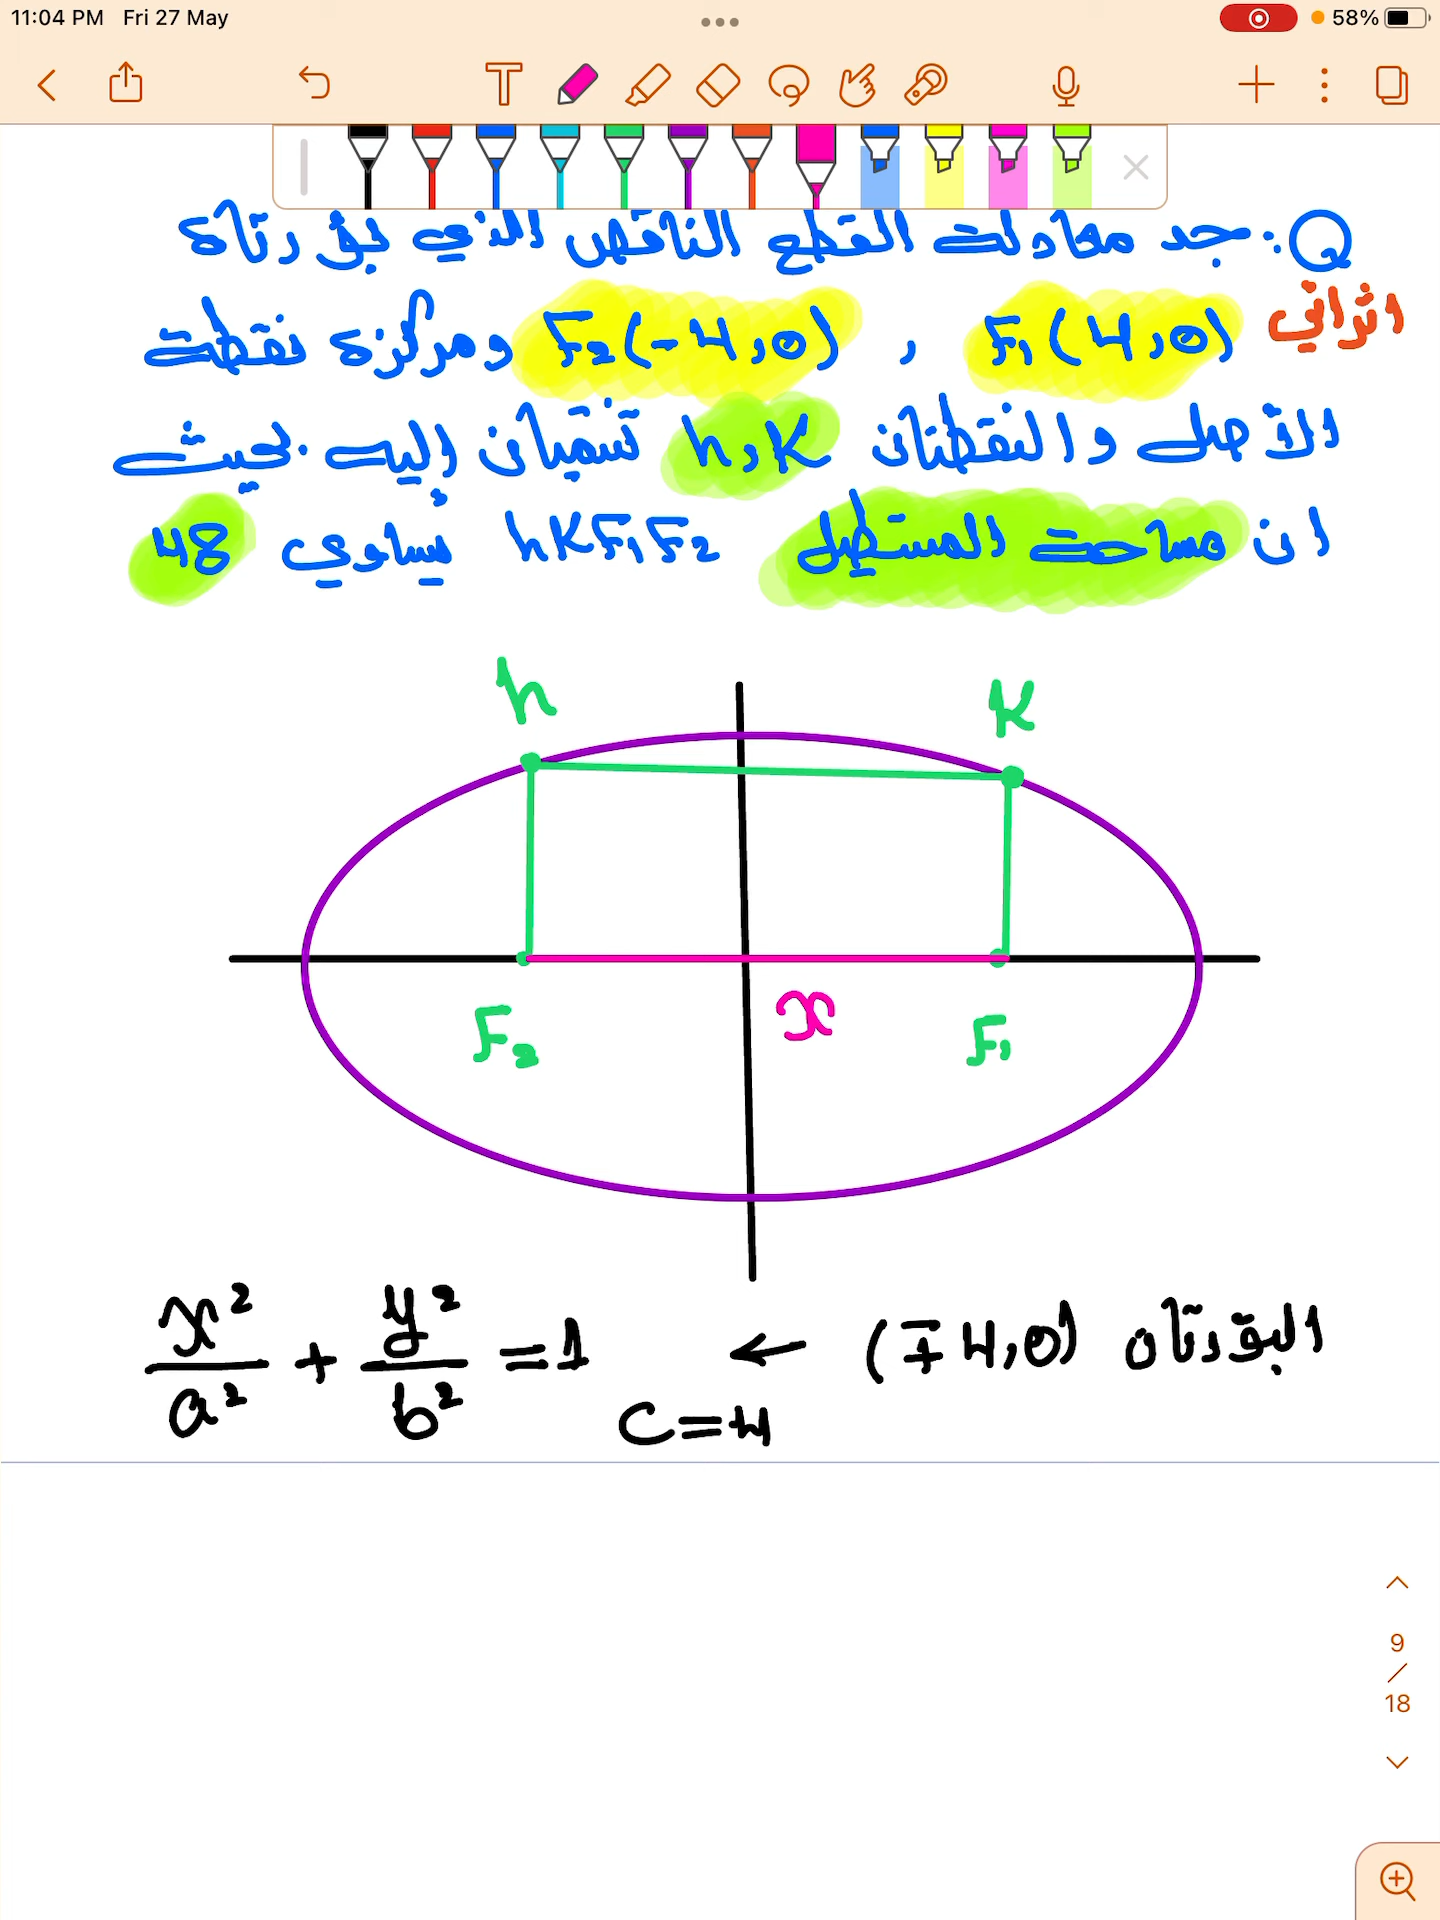 11:04 PM Fri 27 May
58%
Q: جد معادلة القطع الناقص الذي بؤرتاه
اثرائي F₁(4,0) , F₂(-4,0) ومركزه نقطة
الأصل والنقطتان h,K تنتميان إليه بحيث
ان مساحة المستطيل hKF₁F₂ يساوي 48
h
K
F₂
x
F₁
البؤرتان (∓4,0) ←
x²/a² + y²/b² = 1
C=4
9
/
18